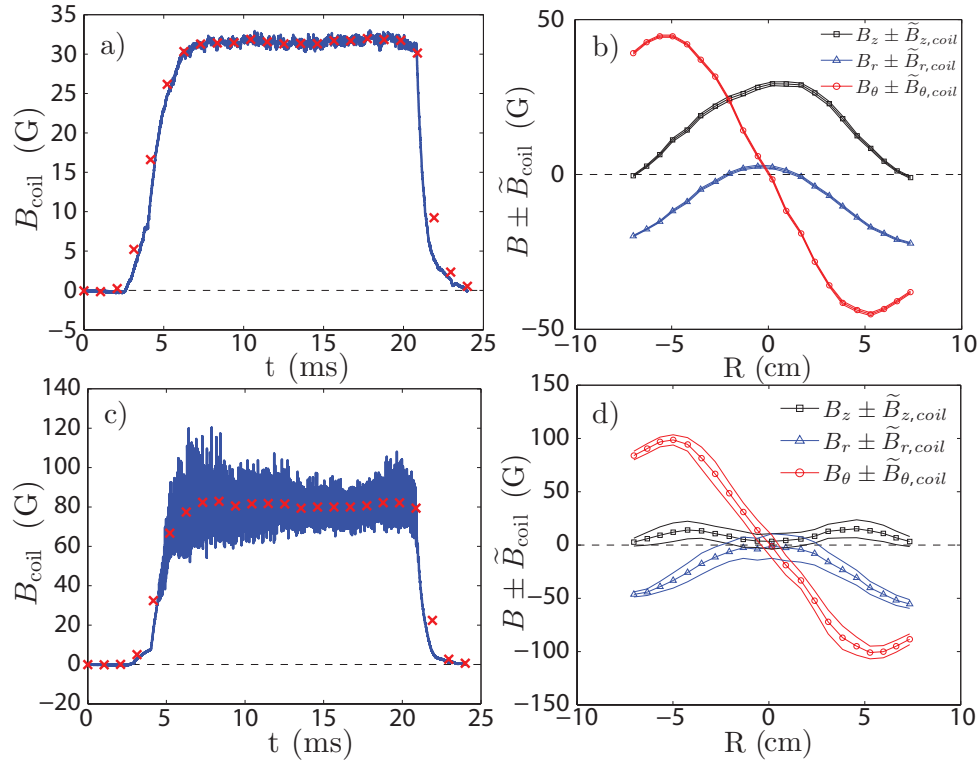 a)
B_coil (G)
35
30
25
20
15
10
5
0
−5
0 5 10 15 20 25
t (ms)
b)
B_z ± B̃_z,coil
B_r ± B̃_r,coil
B_θ ± B̃_θ,coil
B ± B̃_coil (G)
50
0
−50
−10 −5 0 5 10
R (cm)
c)
B_coil (G)
140
120
100
80
60
40
20
0
−20
0 5 10 15 20 25
t (ms)
d)
B_z ± B̃_z,coil
B_r ± B̃_r,coil
B_θ ± B̃_θ,coil
B ± B̃_coil (G)
150
100
50
0
−50
−100
−150
−10 −5 0 5 10
R (cm)